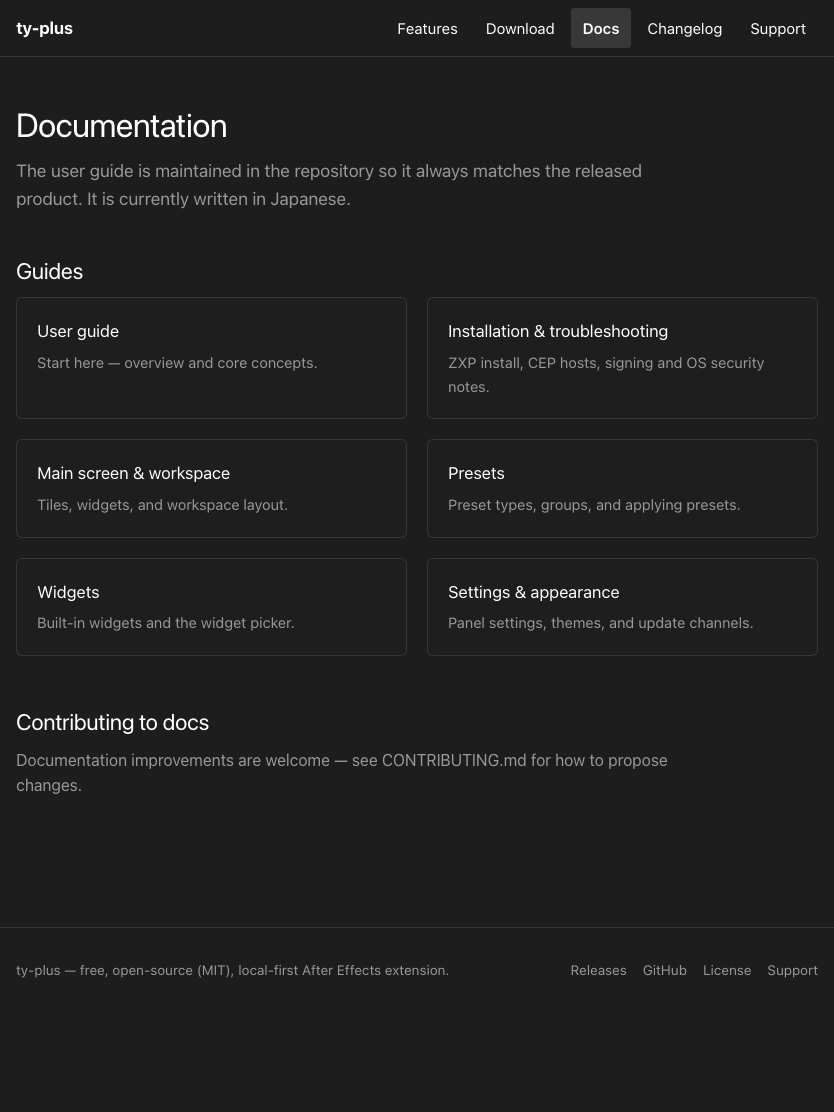 ty-plus
Features
Download
Docs
Changelog
Support
Documentation
The user guide is maintained in the repository so it always matches the released
product. It is currently written in Japanese.
Guides
User guide
Start here — overview and core concepts.
Installation & troubleshooting
ZXP install, CEP hosts, signing and OS security
notes.
Main screen & workspace
Tiles, widgets, and workspace layout.
Presets
Preset types, groups, and applying presets.
Widgets
Built-in widgets and the widget picker.
Settings & appearance
Panel settings, themes, and update channels.
Contributing to docs
Documentation improvements are welcome — see CONTRIBUTING.md for how to propose
changes.
ty-plus — free, open-source (MIT), local-first After Effects extension.
Releases
GitHub
License
Support